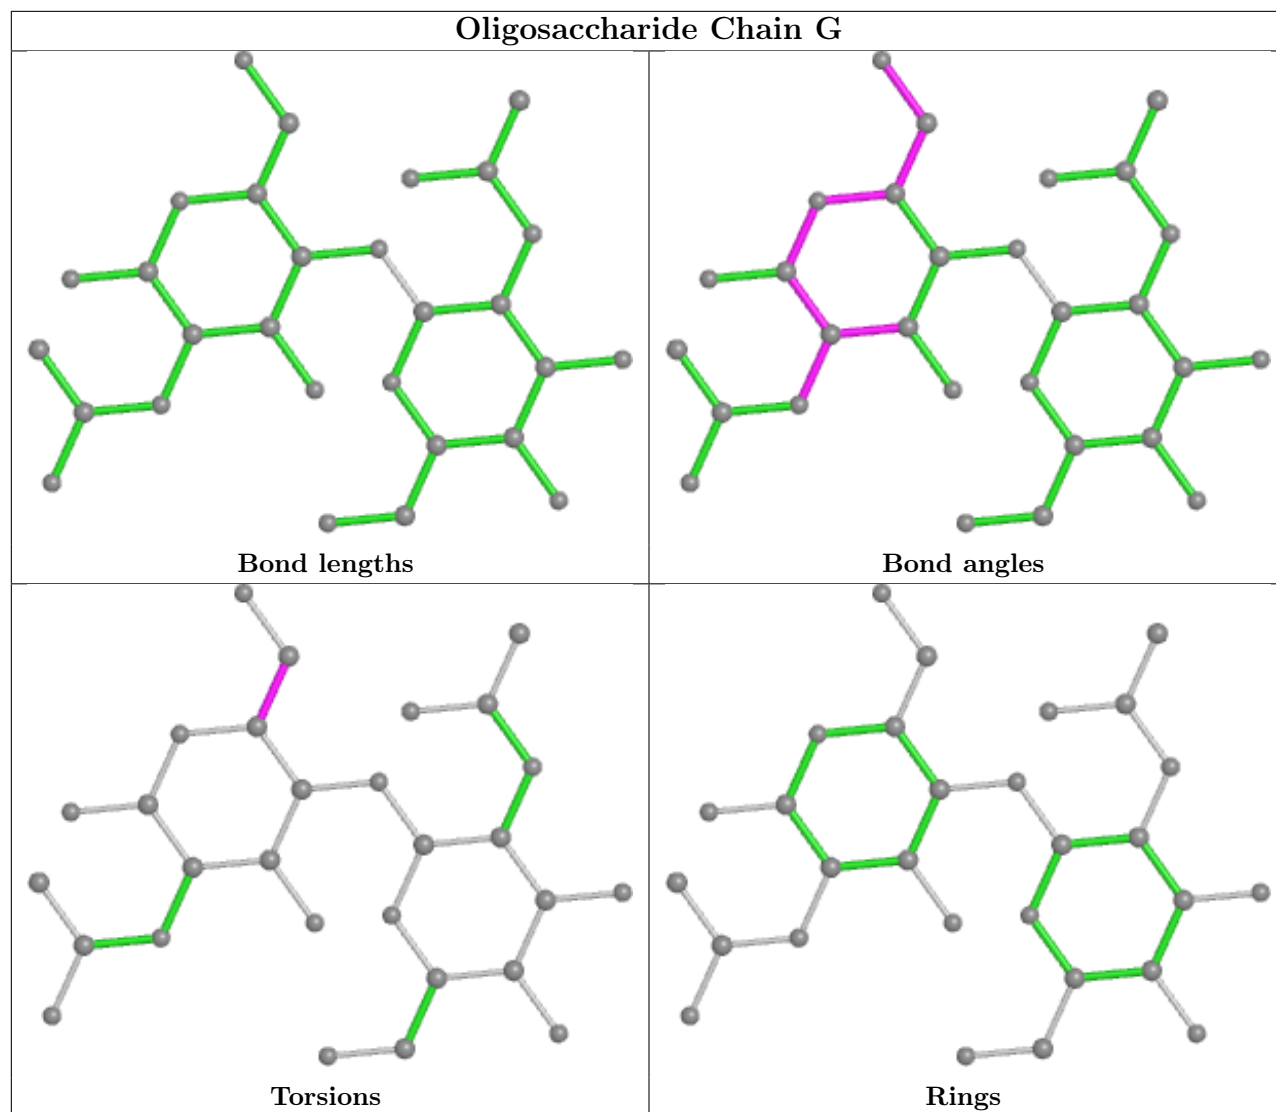 Oligosaccharide Chain G
Bond lengths
Bond angles
Torsions
Rings